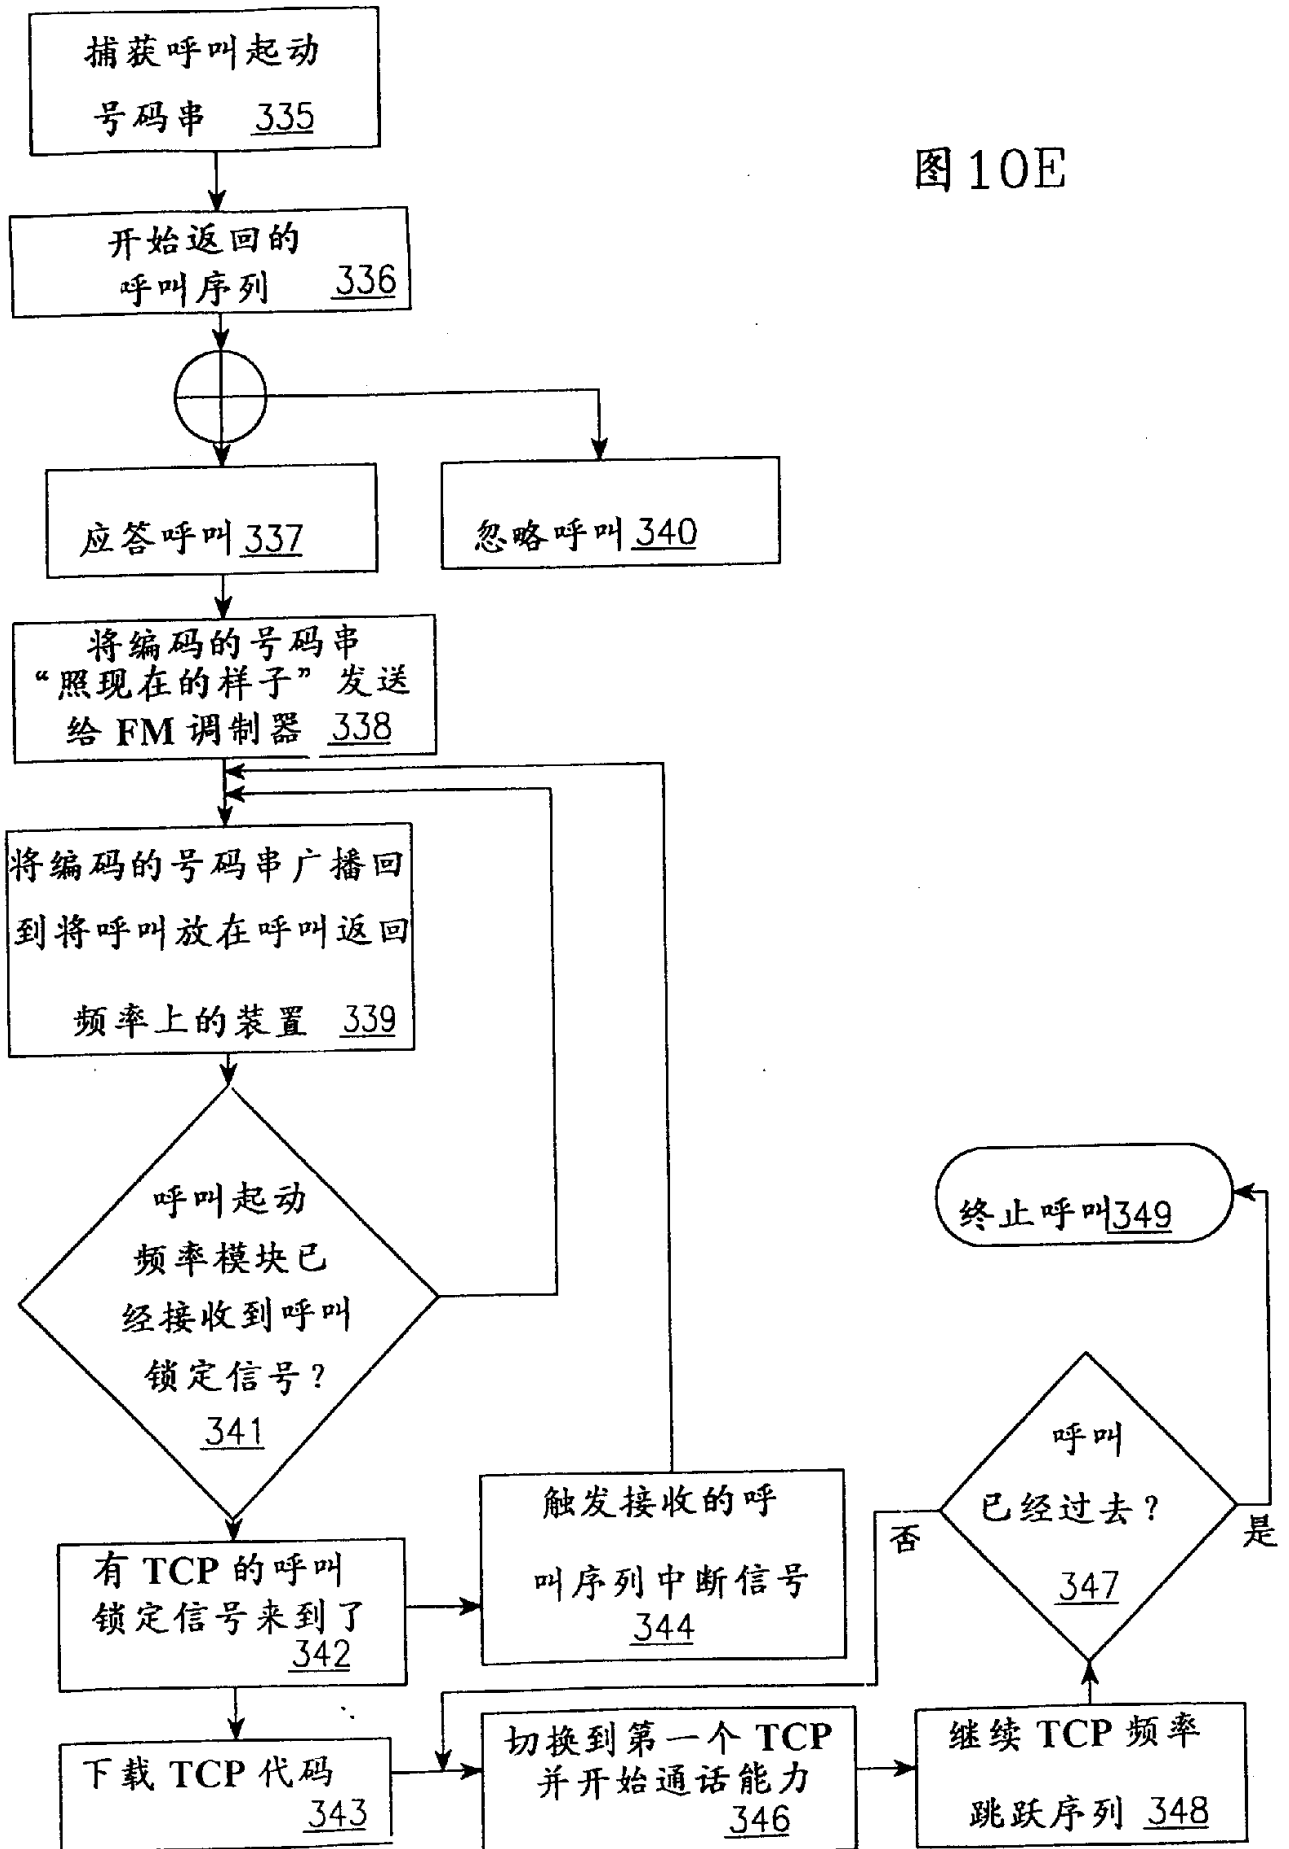 捕获呼叫起动
号码串 335
图10E
开始返回的
呼叫序列 336
应答呼叫 337
忽略呼叫 340
将编码的号码串
“照现在的样子”发送
给 FM 调制器 338
将编码的号码串广播回
到将呼叫放在呼叫返回
频率上的装置 339
呼叫起动
频率模块已
经接收到呼叫
锁定信号?
341
终止呼叫 349
呼叫
已经过去?
347
否
是
触发接收的呼
叫序列中断信号
344
有 TCP 的呼叫
锁定信号来到了
342
下载 TCP 代码
343
切换到第一个 TCP
并开始通话能力
346
继续 TCP 频率
跳跃序列 348